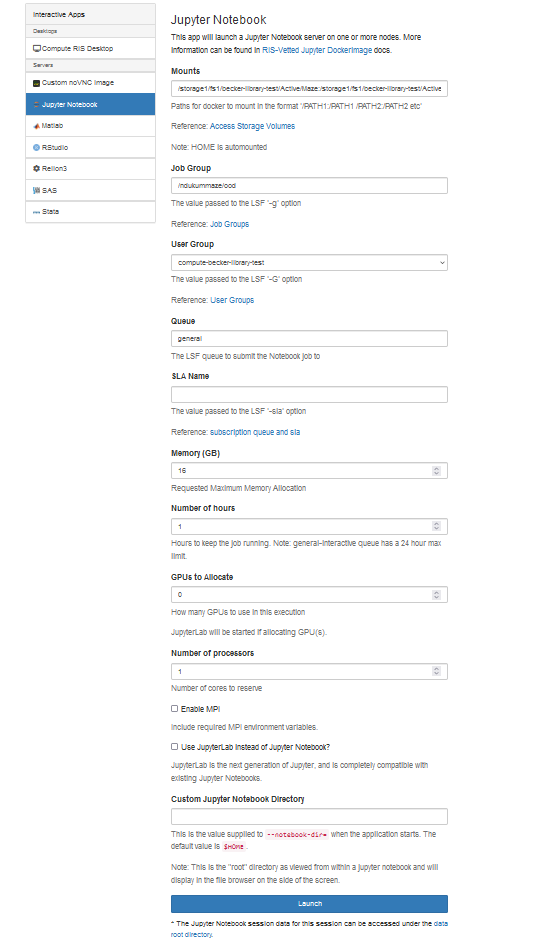 Interactive Apps
Desktops
Compute RIS Desktop
Servers
Custom noVNC Image
Jupyter Notebook
Matlab
RStudio
Relion3
SAS
Stata
Jupyter Notebook
This app will launch a Jupyter Notebook server on one or more nodes. More
information can be found in RIS-Vetted Jupyter DockerImage docs.
Mounts
/storage1/fs1/becker-library-test/Active/Maze:/storage1/fs1/becker-library-test/Active
Paths for docker to mount in the format '/PATH1:/PATH1 /PATH2:/PATH2 etc'
Reference: Access Storage Volumes
Note: HOME is automounted
Job Group
/ndukummaze/ood
The value passed to the LSF '-g' option
Reference: Job Groups
User Group
compute-becker-library-test
The value passed to the LSF '-G' option
Reference: User Groups
Queue
general
The LSF queue to submit the Notebook job to
SLA Name
The value passed to the LSF '-sla' option
Reference: subscription queue and sla
Memory (GB)
16
Requested Maximum Memory Allocation
Number of hours
1
Hours to keep the job running. Note: general-interactive queue has a 24 hour max
limit.
GPUs to Allocate
0
How many GPUs to use in this execution
JupyterLab will be started if allocating GPU(s).
Number of processors
1
Number of cores to reserve
Enable MPI
Include required MPI environment variables.
Use JupyterLab instead of Jupyter Notebook?
JupyterLab is the next generation of Jupyter, and is completely compatible with
existing Jupyter Notebooks.
Custom Jupyter Notebook Directory
This is the value supplied to --notebook-dir= when the application starts. The
default value is $HOME.
Note: This is the "root" directory as viewed from within a jupyter notebook and will
display in the file browser on the side of the screen.
Launch
* The Jupyter Notebook session data for this session can be accessed under the data
root directory.